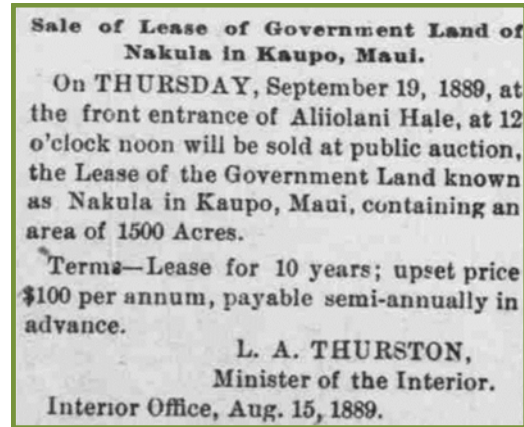 Sale of Lease of Government Land of
Nakula in Kaupo, Maui.
On THURSDAY, September 19, 1889, at
the front entrance of Aliiolani Hale, at 12
o'clock noon will be sold at public auction,
the Lease of the Government Land known
as Nakula in Kaupo, Maui, containing an
area of 1500 Acres.
Terms—Lease for 10 years; upset price
$100 per annum, payable semi-annually in
advance.
L. A. THURSTON,
Minister of the Interior.
Interior Office, Aug. 15, 1889.